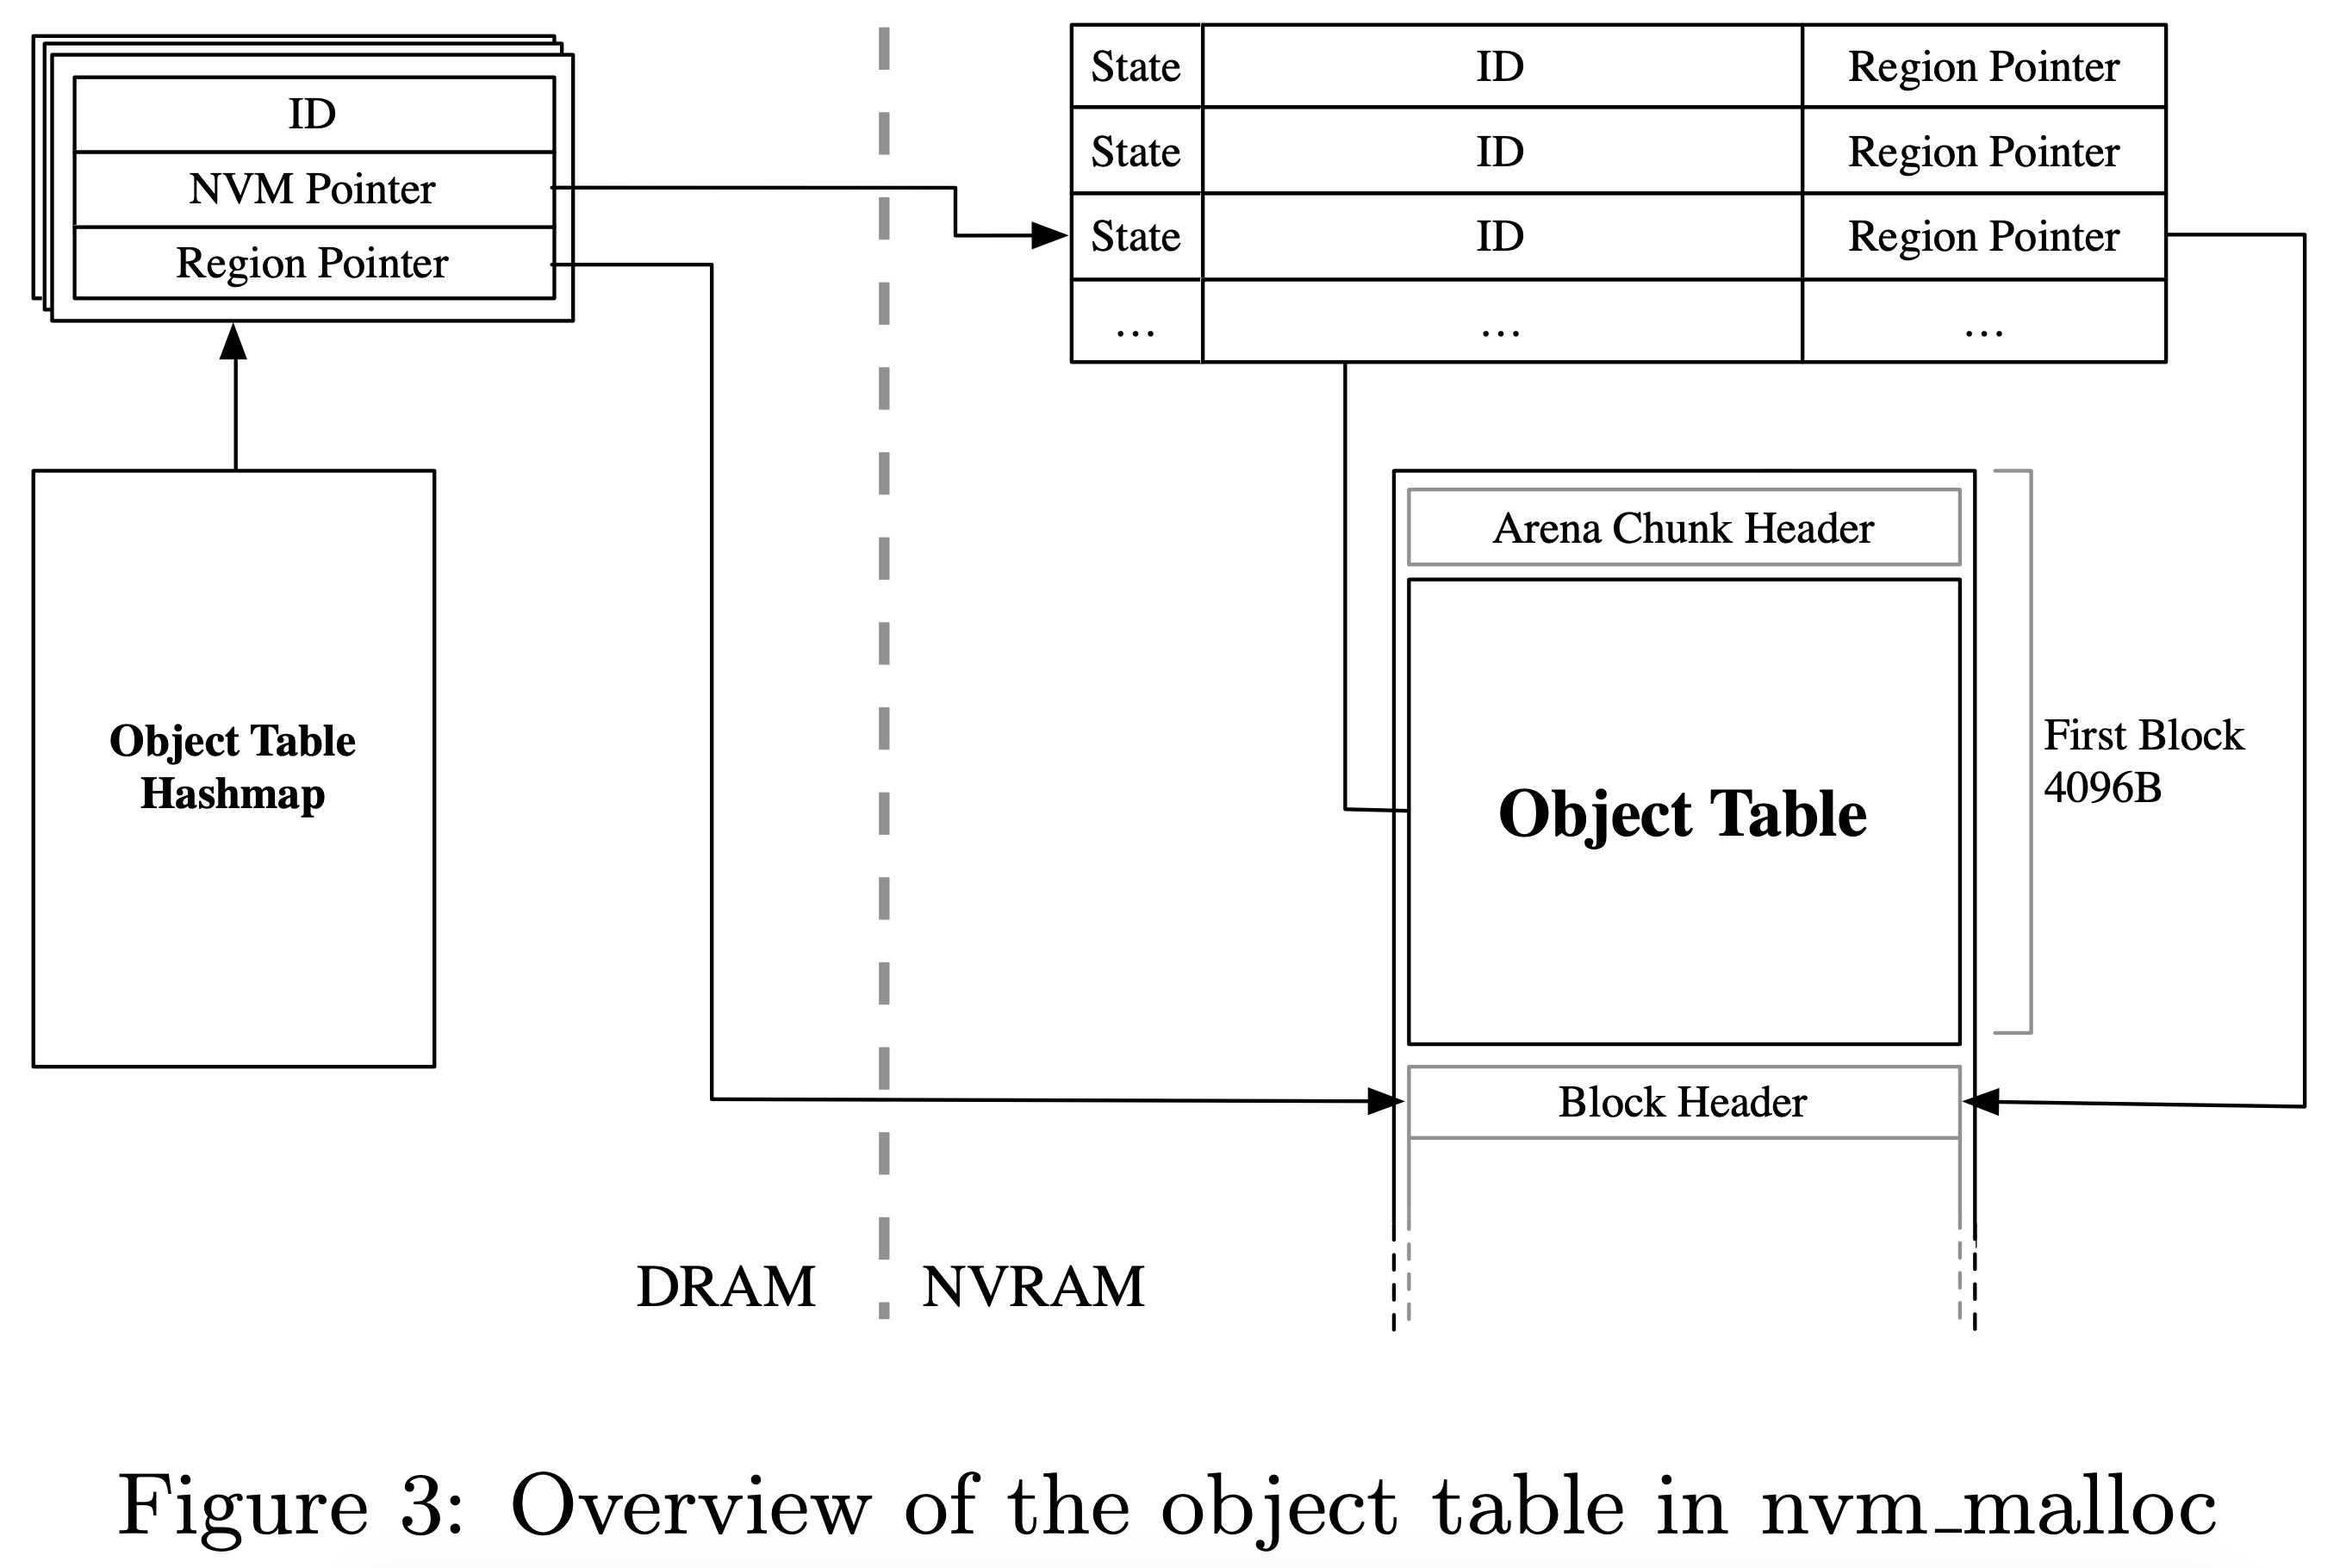 ID
NVM Pointer
Region Pointer
Object Table
Hashmap
DRAM
NVRAM
State ID Region Pointer
State ID Region Pointer
State ID Region Pointer
... ... ...
Arena Chunk Header
Object Table
First Block
4096B
Block Header
Figure 3: Overview of the object table in nvm_malloc